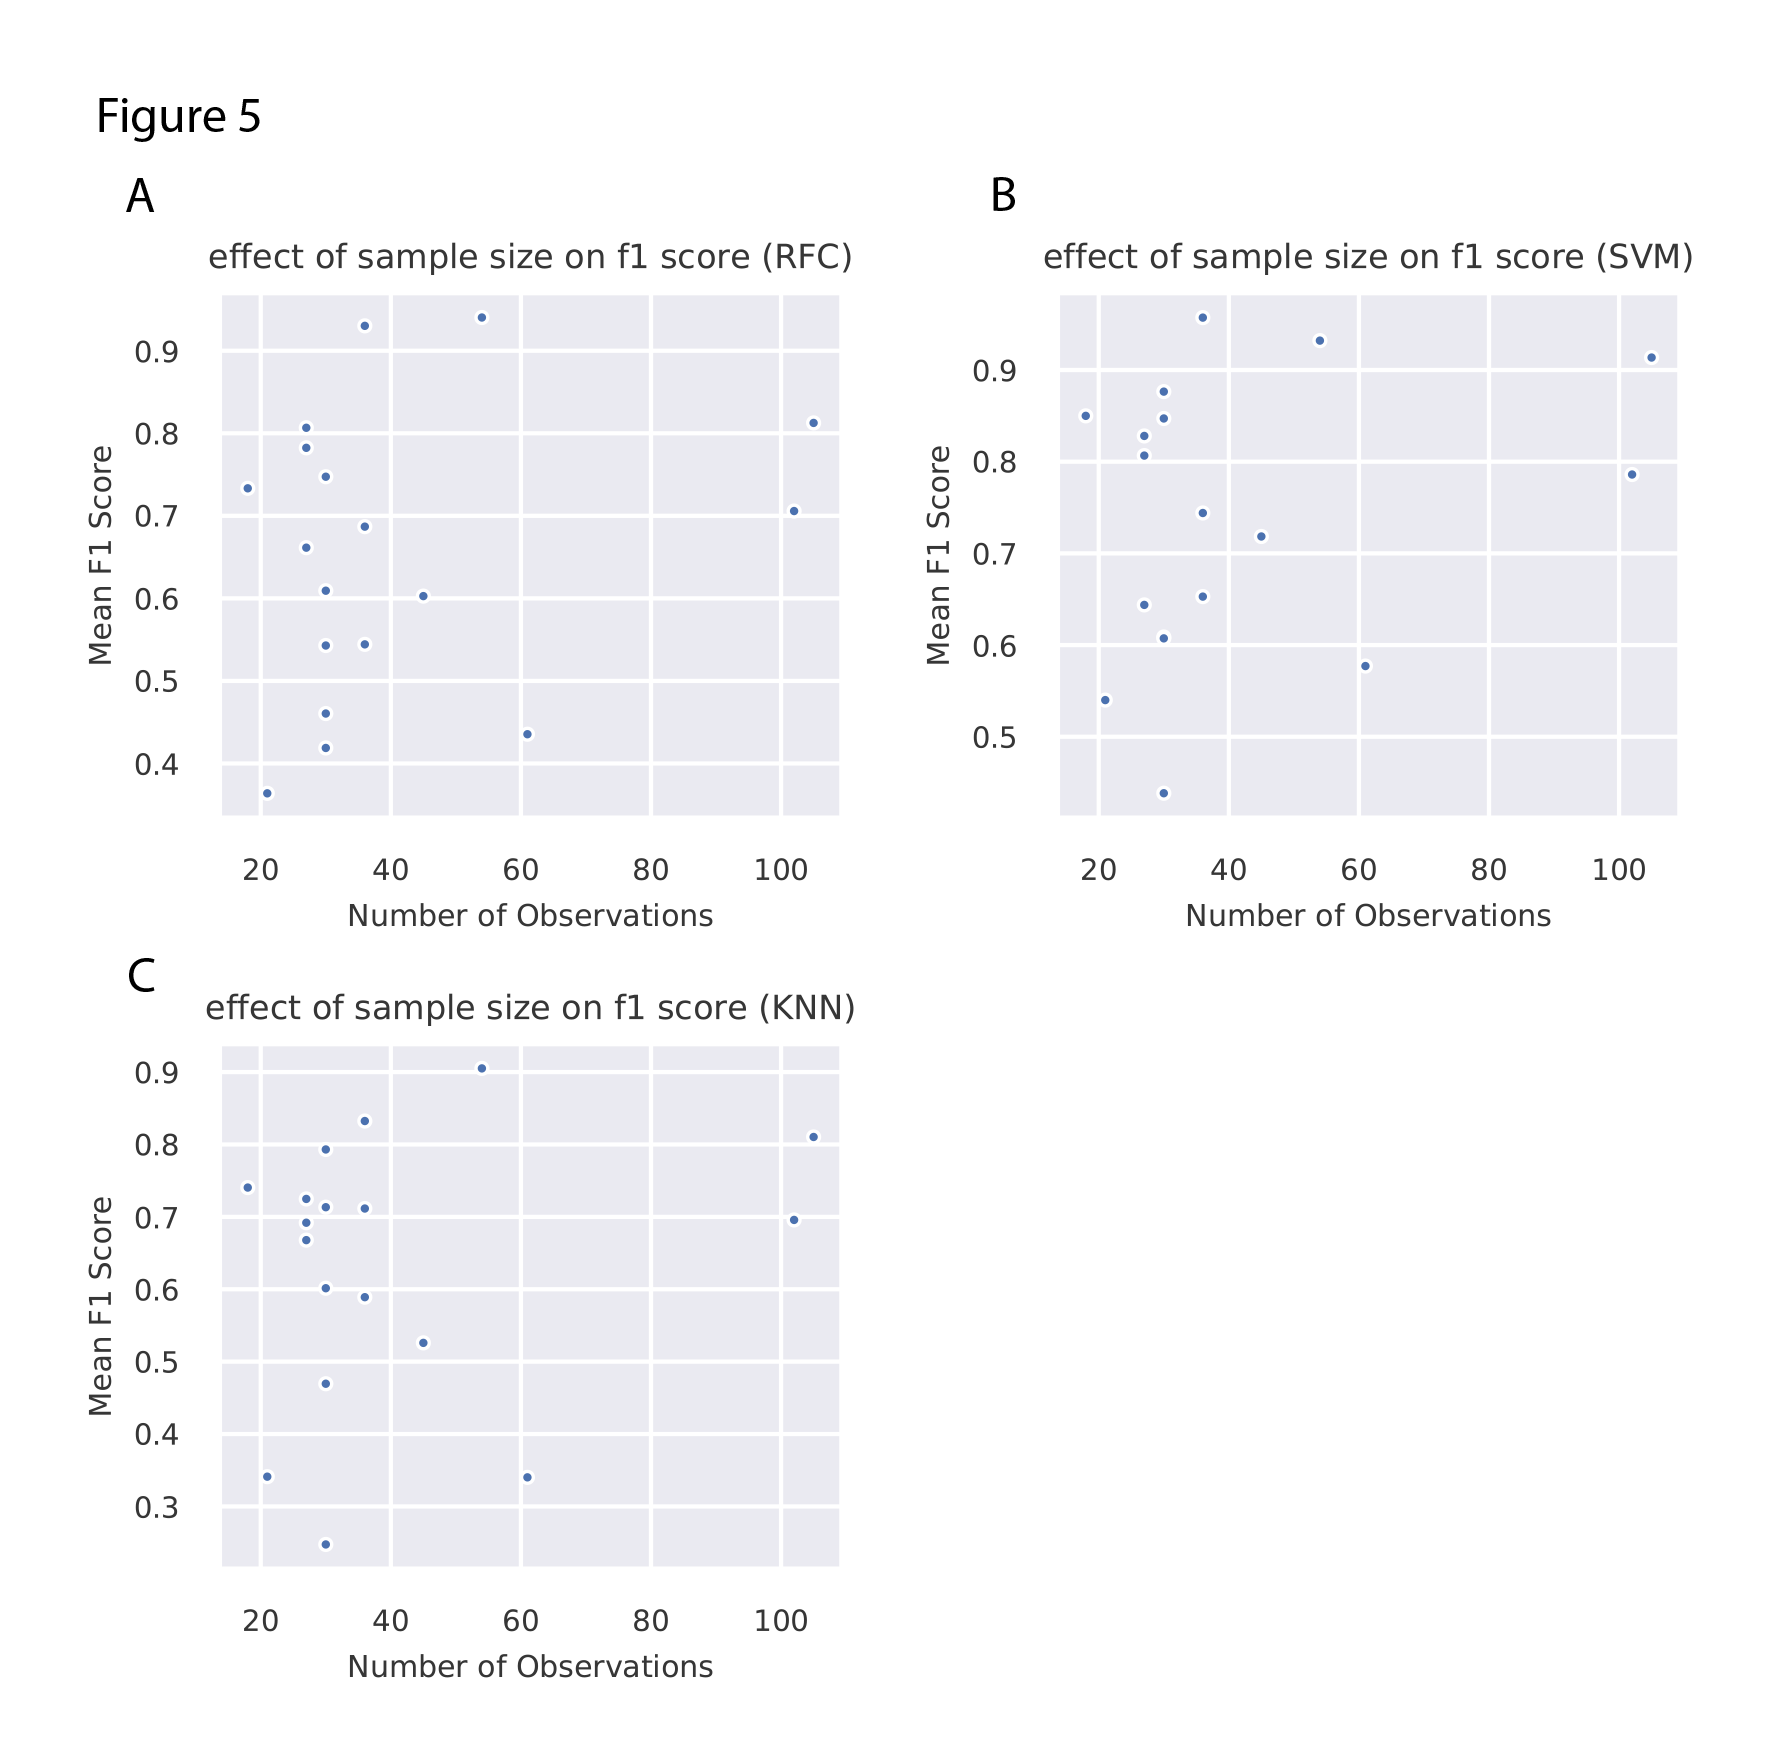 Figure 5
A
effect of sample size on f1 score (RFC)
Mean F1 Score
0.9
0.8
0.7
0.6
0.5
0.4
20 40 60 80 100
Number of Observations
B
effect of sample size on f1 score (SVM)
Mean F1 Score
0.9
0.8
0.7
0.6
0.5
20 40 60 80 100
Number of Observations
C
effect of sample size on f1 score (KNN)
Mean F1 Score
0.9
0.8
0.7
0.6
0.5
0.4
0.3
20 40 60 80 100
Number of Observations